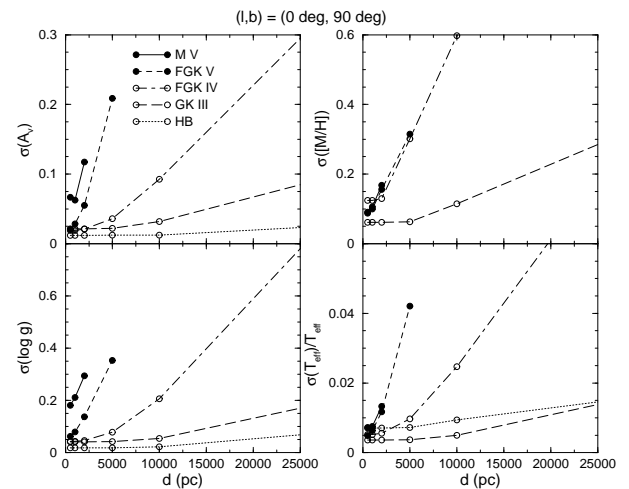 (l,b) = (0 deg, 90 deg)
0.3
0.2
0.1
0
σ(A_v)
M V
FGK V
FGK IV
GK III
HB
0.6
0.4
0.2
0
σ([M/H])
0.6
0.4
0.2
0
σ(log g)
0.04
0.02
0
σ(T_eff)/T_eff
0 5000 10000 15000 20000 25000
0 5000 10000 15000 20000 25000
d (pc)
d (pc)